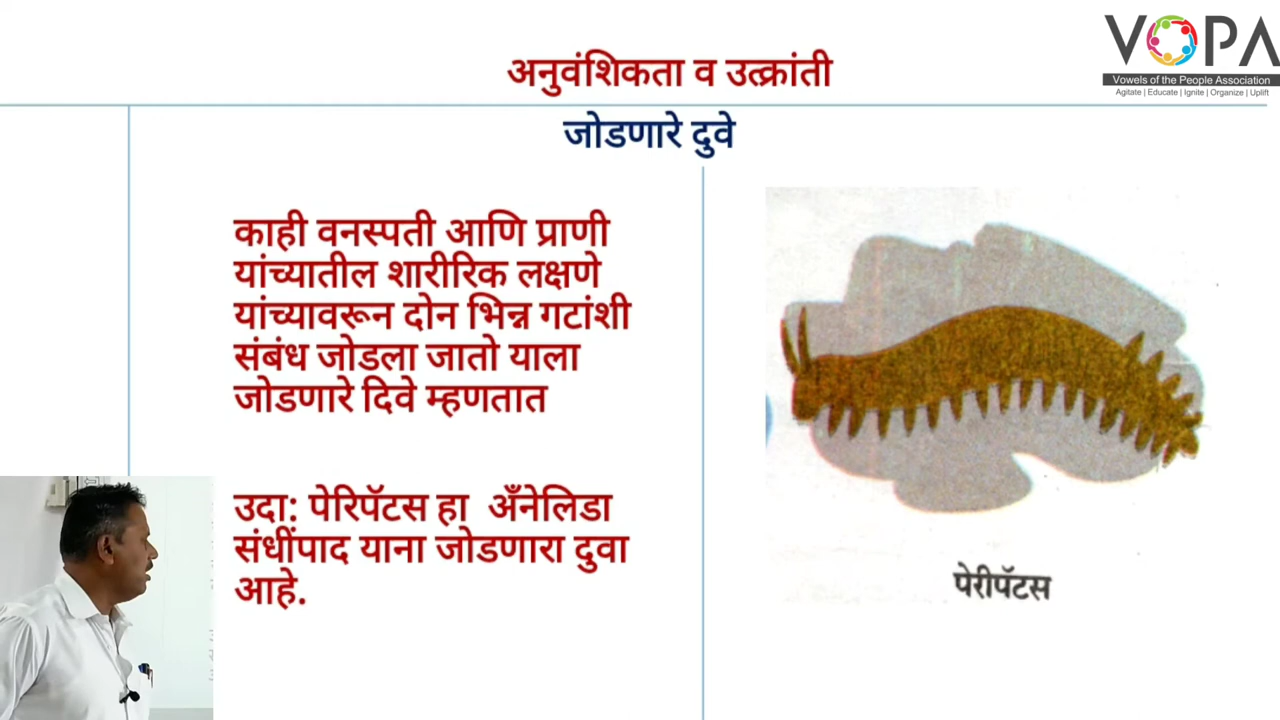 VOPA
Vowels of the People Association
Agitate | Educate | Ignite | Organize | Uplift
अनुवंशिकता व उत्क्रांती
जोडणारे दुवे
काही वनस्पती आणि प्राणी
यांच्यातील शारीरिक लक्षणे
यांच्यावरून दोन भिन्न गटांशी
संबंध जोडला जातो याला
जोडणारे दिवे म्हणतात
उदा: पेरिपॅटस हा अँनेलिडा
संधींपाद याना जोडणारा दुवा
आहे.
पेरीपॅटस